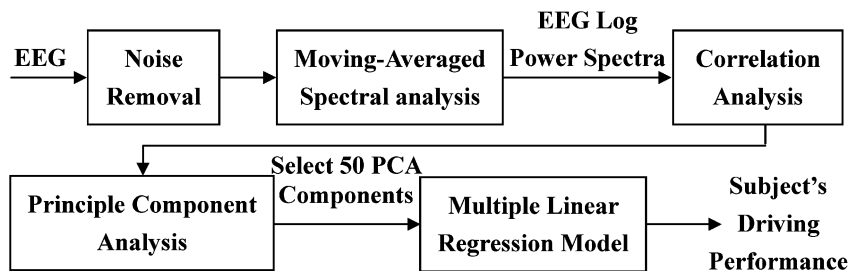 EEG
Noise
Removal
Moving-Averaged
Spectral analysis
EEG Log
Power Spectra
Correlation
Analysis
Principle Component
Analysis
Select 50 PCA
Components
Multiple Linear
Regression Model
Subject's
Driving
Performance